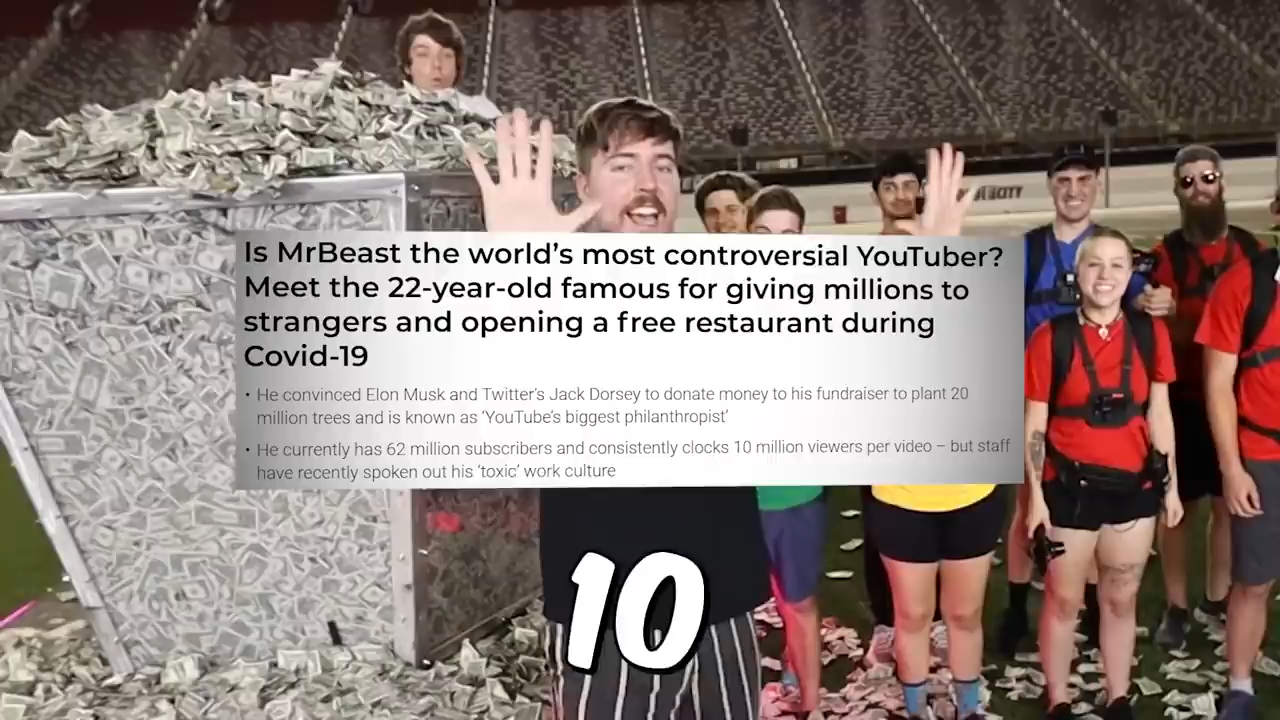 Is MrBeast the world's most controversial YouTuber?
Meet the 22-year-old famous for giving millions to
strangers and opening a free restaurant during
Covid-19
• He convinced Elon Musk and Twitter's Jack Dorsey to donate money to his fundraiser to plant 20
million trees and is known as ‘YouTube's biggest philanthropist’
• He currently has 62 million subscribers and consistently clocks 10 million viewers per video – but staff
have recently spoken out his ‘toxic’ work culture
10